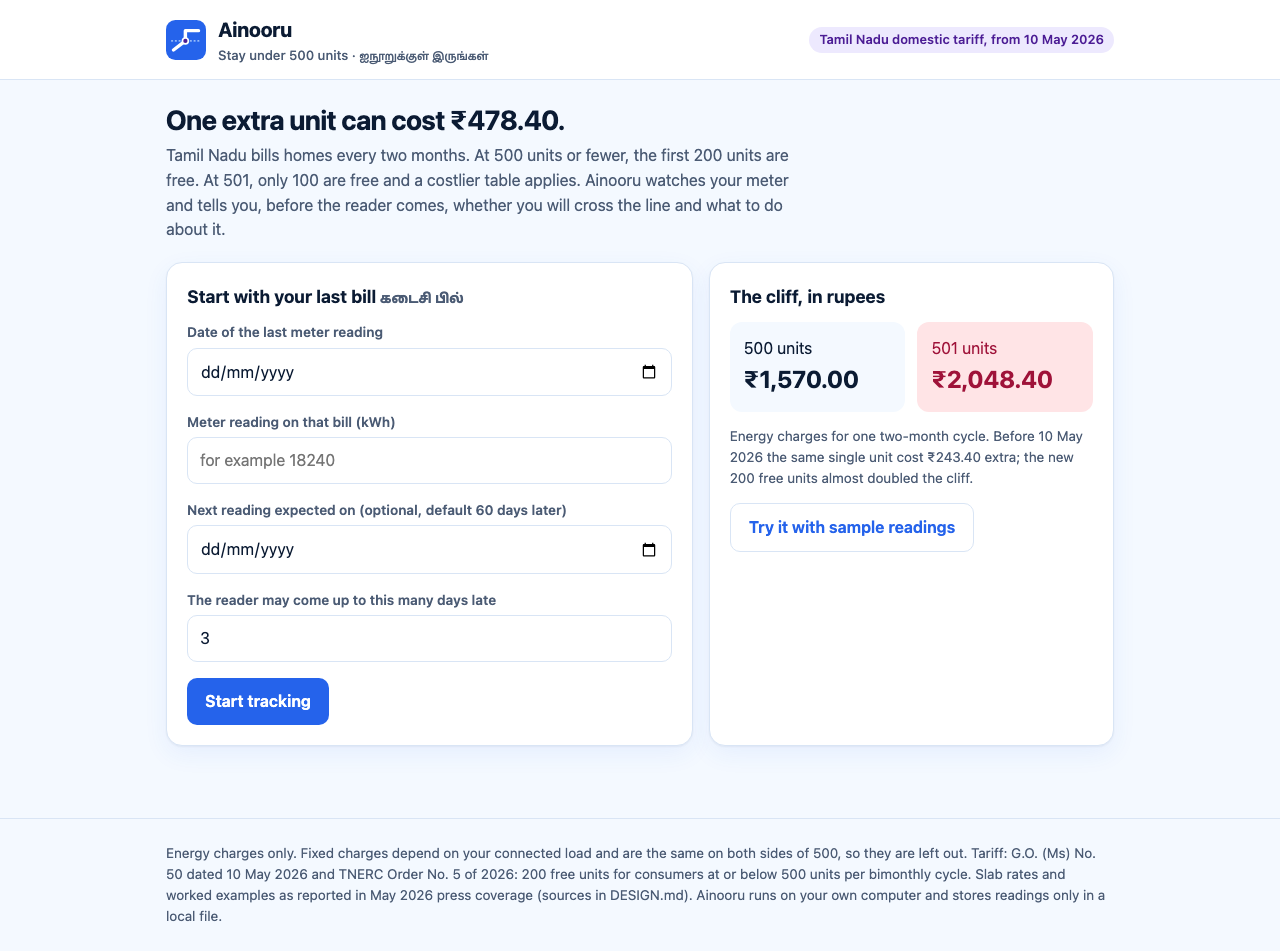 Ainooru
Stay under 500 units · ஐநூறுக்குள் இருங்கள்
Tamil Nadu domestic tariff, from 10 May 2026
One extra unit can cost ₹478.40.
Tamil Nadu bills homes every two months. At 500 units or fewer, the first 200 units are
free. At 501, only 100 are free and a costlier table applies. Ainooru watches your meter
and tells you, before the reader comes, whether you will cross the line and what to do
about it.
Start with your last bill கடைசி பில்
Date of the last meter reading
dd/mm/yyyy
Meter reading on that bill (kWh)
for example 18240
Next reading expected on (optional, default 60 days later)
dd/mm/yyyy
The reader may come up to this many days late
3
Start tracking
The cliff, in rupees
500 units
₹1,570.00
501 units
₹2,048.40
Energy charges for one two-month cycle. Before 10 May
2026 the same single unit cost ₹243.40 extra; the new
200 free units almost doubled the cliff.
Try it with sample readings
Energy charges only. Fixed charges depend on your connected load and are the same on both sides of 500, so they are left out. Tariff: G.O. (Ms) No.
50 dated 10 May 2026 and TNERC Order No. 5 of 2026: 200 free units for consumers at or below 500 units per bimonthly cycle. Slab rates and
worked examples as reported in May 2026 press coverage (sources in DESIGN.md). Ainooru runs on your own computer and stores readings only in a
local file.